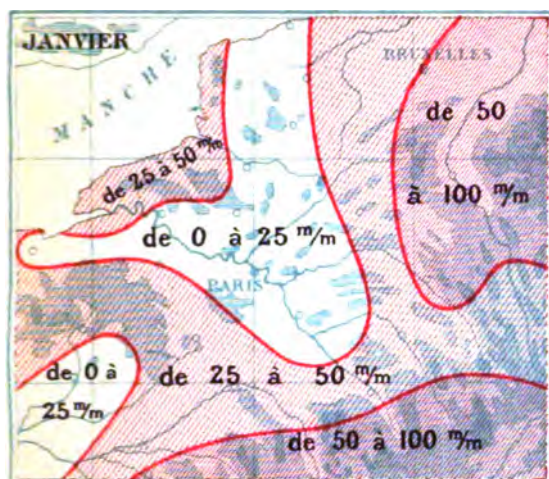 JANVIER
MANCHE
BRUXELLES
de 50
à 100 m/m
de 25 à 50 m/m
de 0 à 25 m/m
PARIS
de 0 à
25 m/m
de 25 à 50 m/m
de 50 à 100 m/m